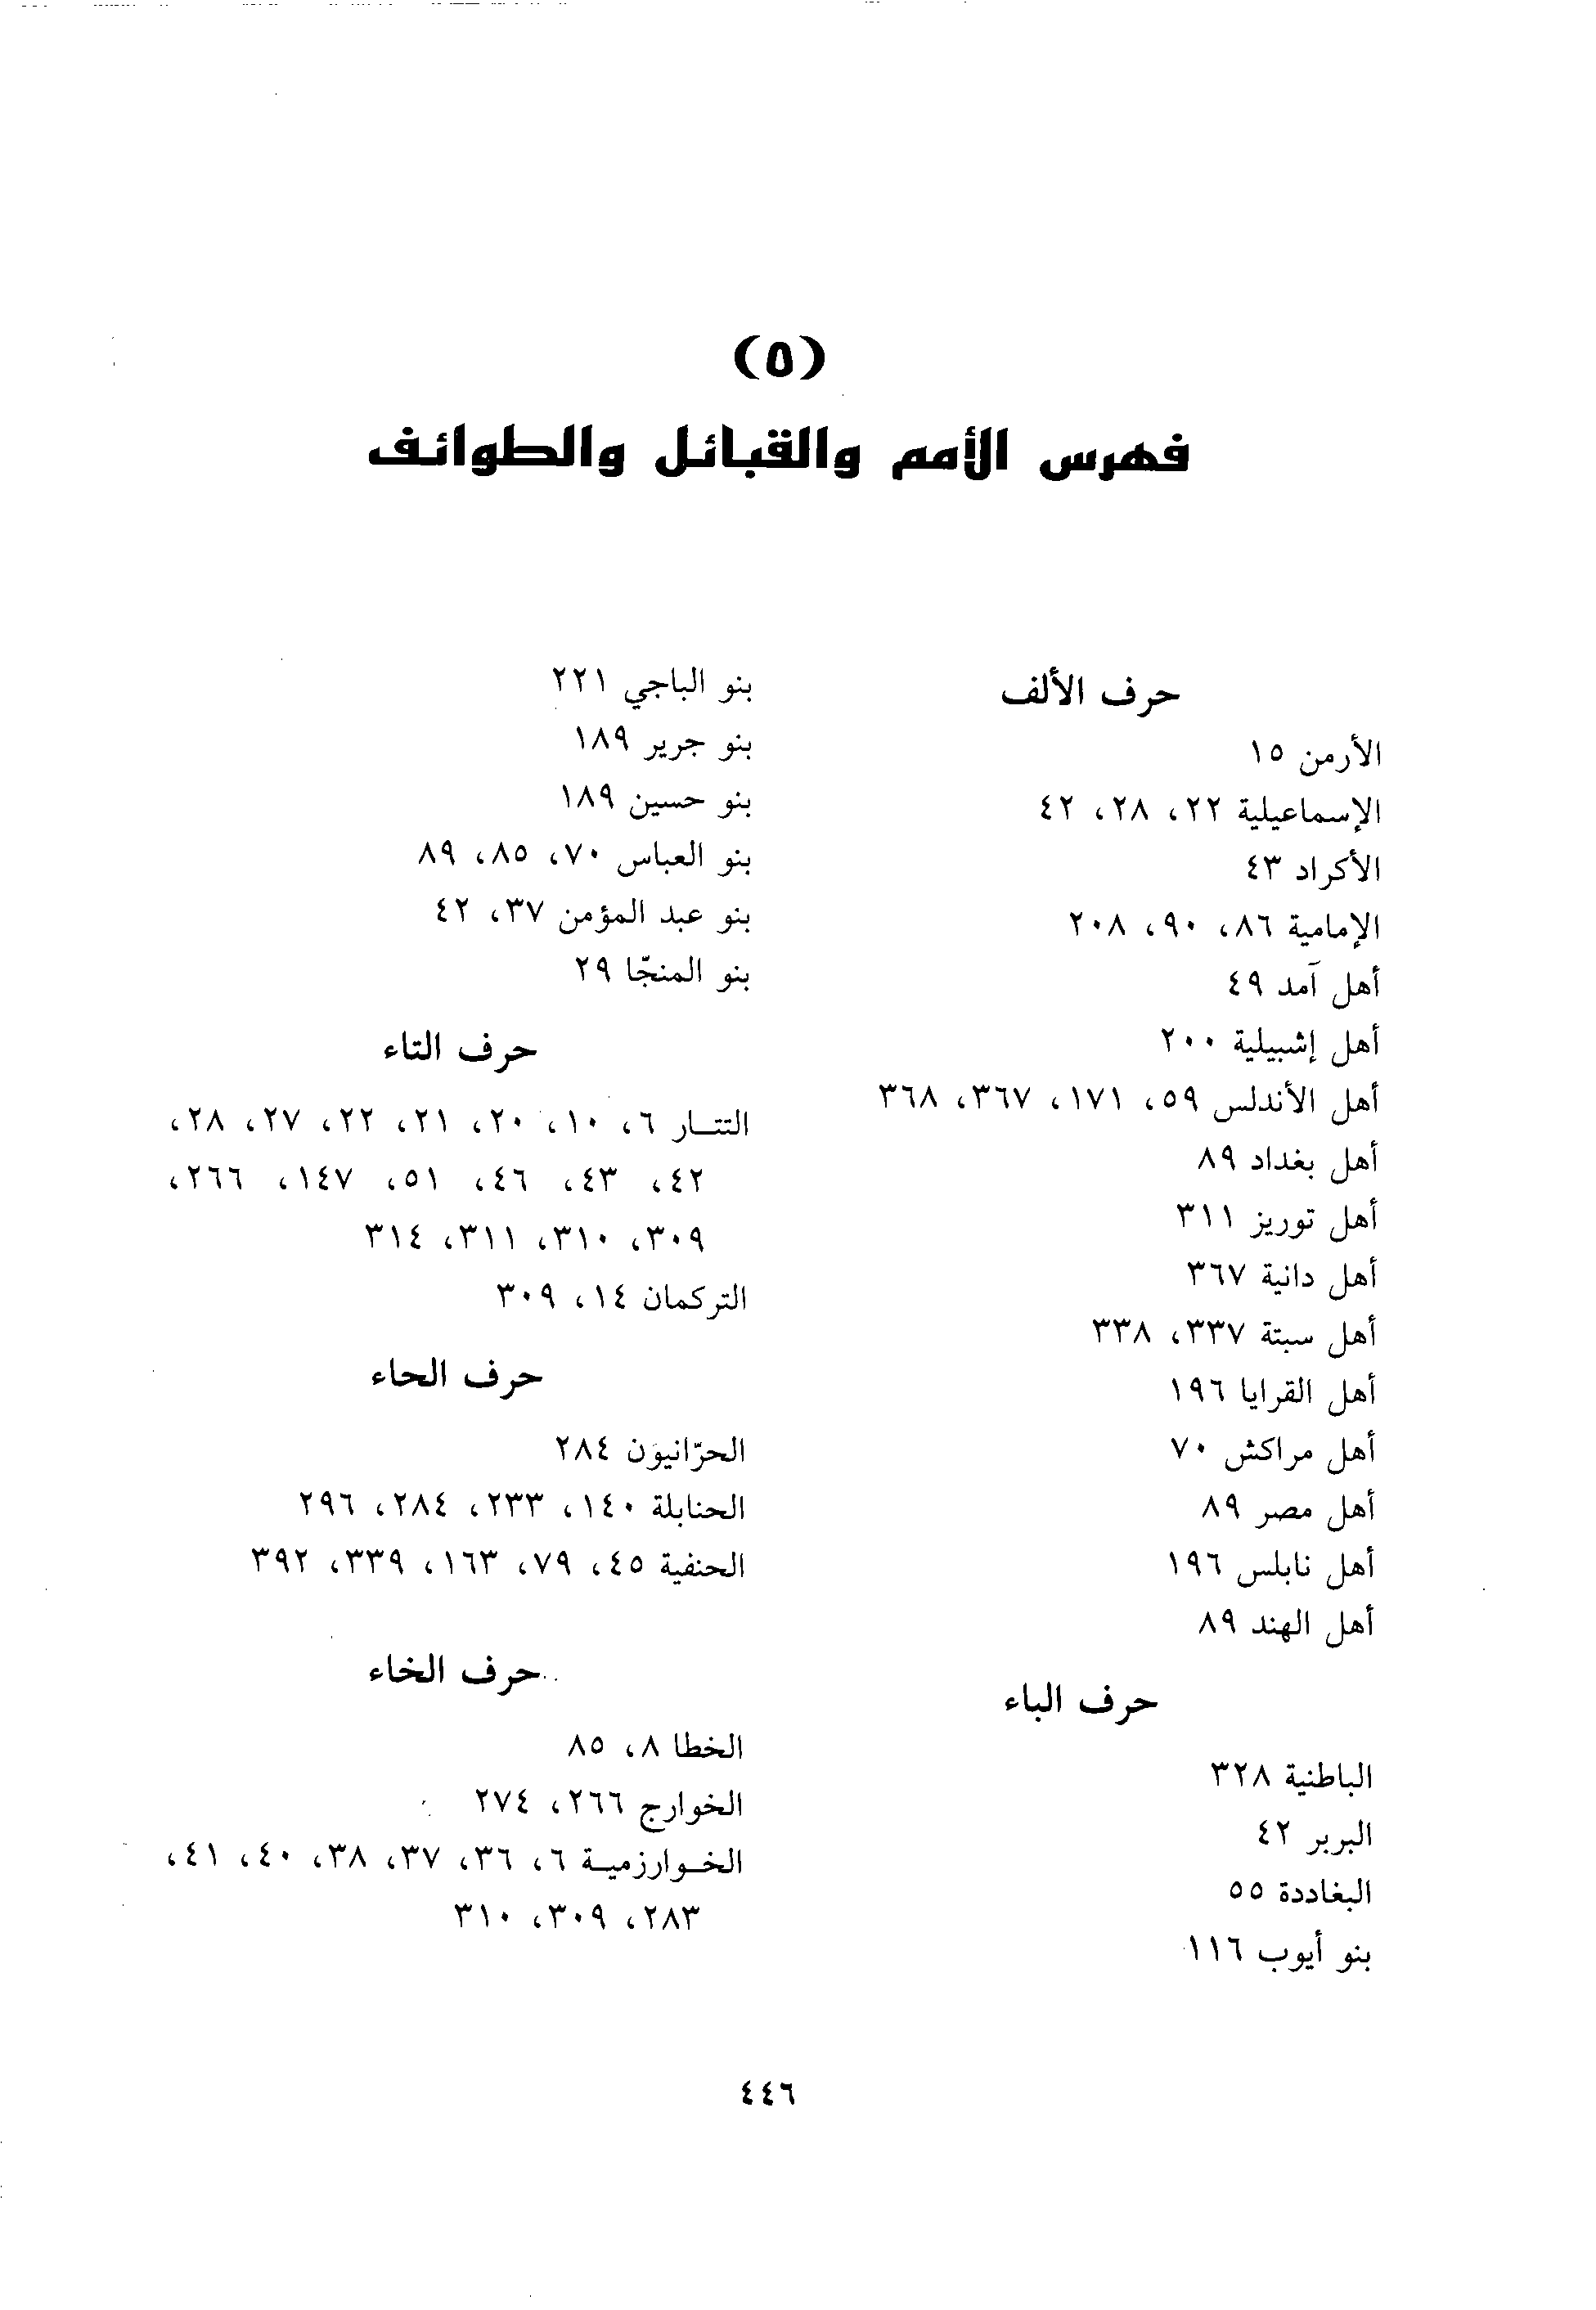 (٥)
فهرس الأمم والقبائل والطوائف
حرف الألف
الأرمن ١٥
الإسماعيلية ٢٢، ٢٨، ٤٢
الأكراد ٤٣
الإمامية ٨٦، ٩٠، ٢٠٨
أهل آمد ٤٩
أهل إشبيلية ٢٠٠
أهل الأندلس ٥٩، ١٧١، ٣٦٧، ٣٦٨
أهل بغداد ٨٩
أهل توريز ٣١١
أهل دانية ٣٦٧
أهل سبتة ٣٣٧، ٣٣٨
أهل القرايا ١٩٦
أهل مراكش ٧٠
أهل مصر ٨٩
أهل نابلس ١٩٦
أهل الهند ٨٩
حرف الباء
الباطنية ٣٢٨
البربر ٤٢
البغاددة ٥٥
بنو أيوب ١١٦
بنو الباجي ٢٢١
بنو جرير ١٨٩
بنو حسين ١٨٩
بنو العباس ٧٠، ٨٥، ٨٩
بنو عبد المؤمن ٣٧، ٤٢
بنو المنجّا ٢٩
حرف التاء
التتـار ٦، ١٠، ٢٠، ٢١، ٢٢، ٢٧، ٢٨،
٤٢، ٤٣، ٤٦، ٥١، ١٤٧، ٢٦٦،
٣٠٩، ٣١٠، ٣١١، ٣١٤
التركمان ١٤، ٣٠٩
حرف الحاء
الحرّانيون ٢٨٤
الحنابلة ١٤٠، ٢٣٣، ٢٨٤، ٢٩٦
الحنفية ٤٥، ٧٩، ١٦٣، ٣٣٩، ٣٩٢
حرف الخاء
الخطا ٨، ٨٥
الخوارج ٢٦٦، ٢٧٤
الخـوارزميـة ٦، ٣٦، ٣٧، ٣٨، ٤٠، ٤١،
٢٨٣، ٣٠٩، ٣١٠
٤٤٦